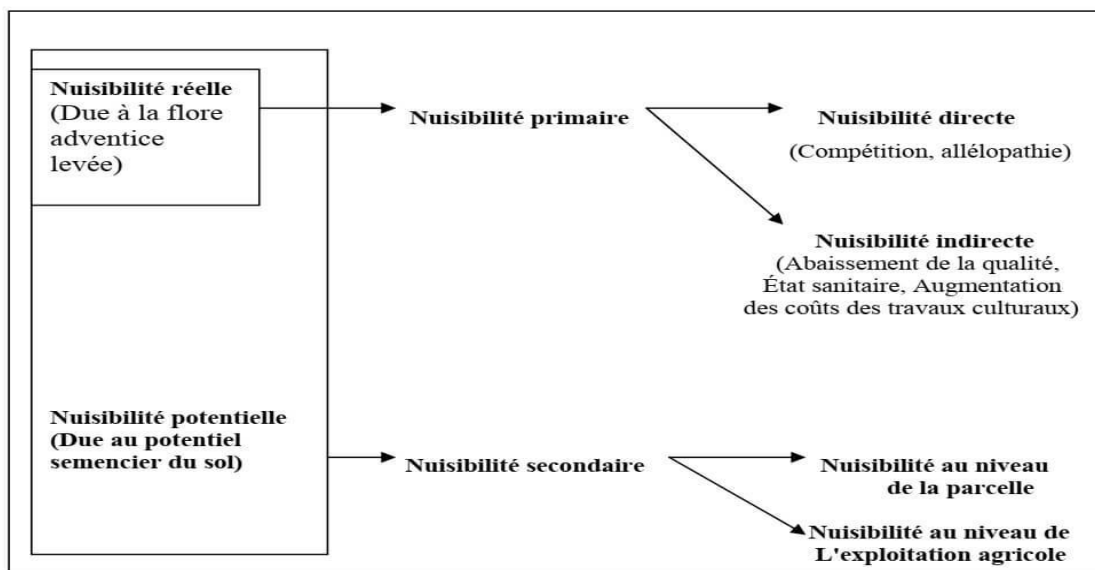 Nuisibilité réelle
(Due à la flore
adventice
levée)
Nuisibilité primaire
Nuisibilité directe
(Compétition, allélopathie)
Nuisibilité indirecte
(Abaissement de la qualité,
État sanitaire, Augmentation
des coûts des travaux culturaux)
Nuisibilité potentielle
(Due au potentiel
semencier du sol)
Nuisibilité secondaire
Nuisibilité au niveau
de la parcelle
Nuisibilité au niveau de
L'exploitation agricole